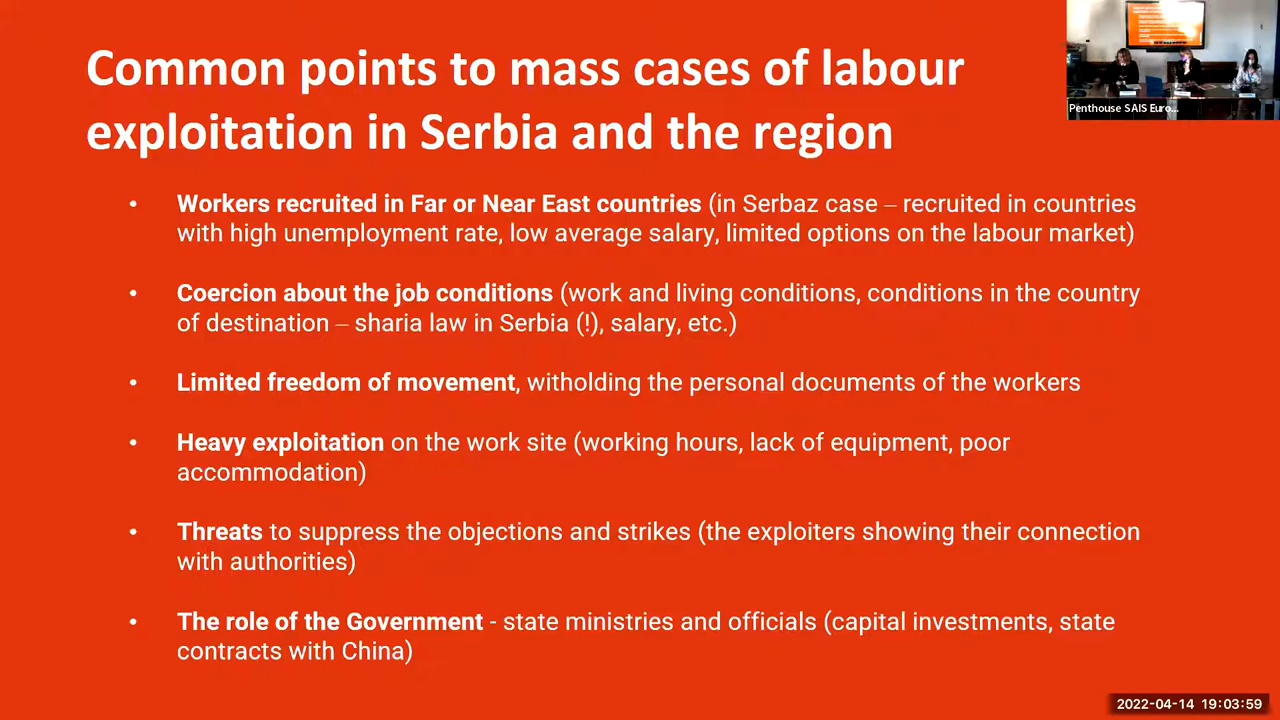 Common points to mass cases of labour
exploitation in Serbia and the region
Penthouse SAIS Euro...
• Workers recruited in Far or Near East countries (in Serbaz case – recruited in countries
with high unemployment rate, low average salary, limited options on the labour market)
• Coercion about the job conditions (work and living conditions, conditions in the country
of destination – sharia law in Serbia (!), salary, etc.)
• Limited freedom of movement, witholding the personal documents of the workers
• Heavy exploitation on the work site (working hours, lack of equipment, poor
accommodation)
• Threats to suppress the objections and strikes (the exploiters showing their connection
with authorities)
• The role of the Government - state ministries and officials (capital investments, state
contracts with China)
2022-04-14 19:03:59